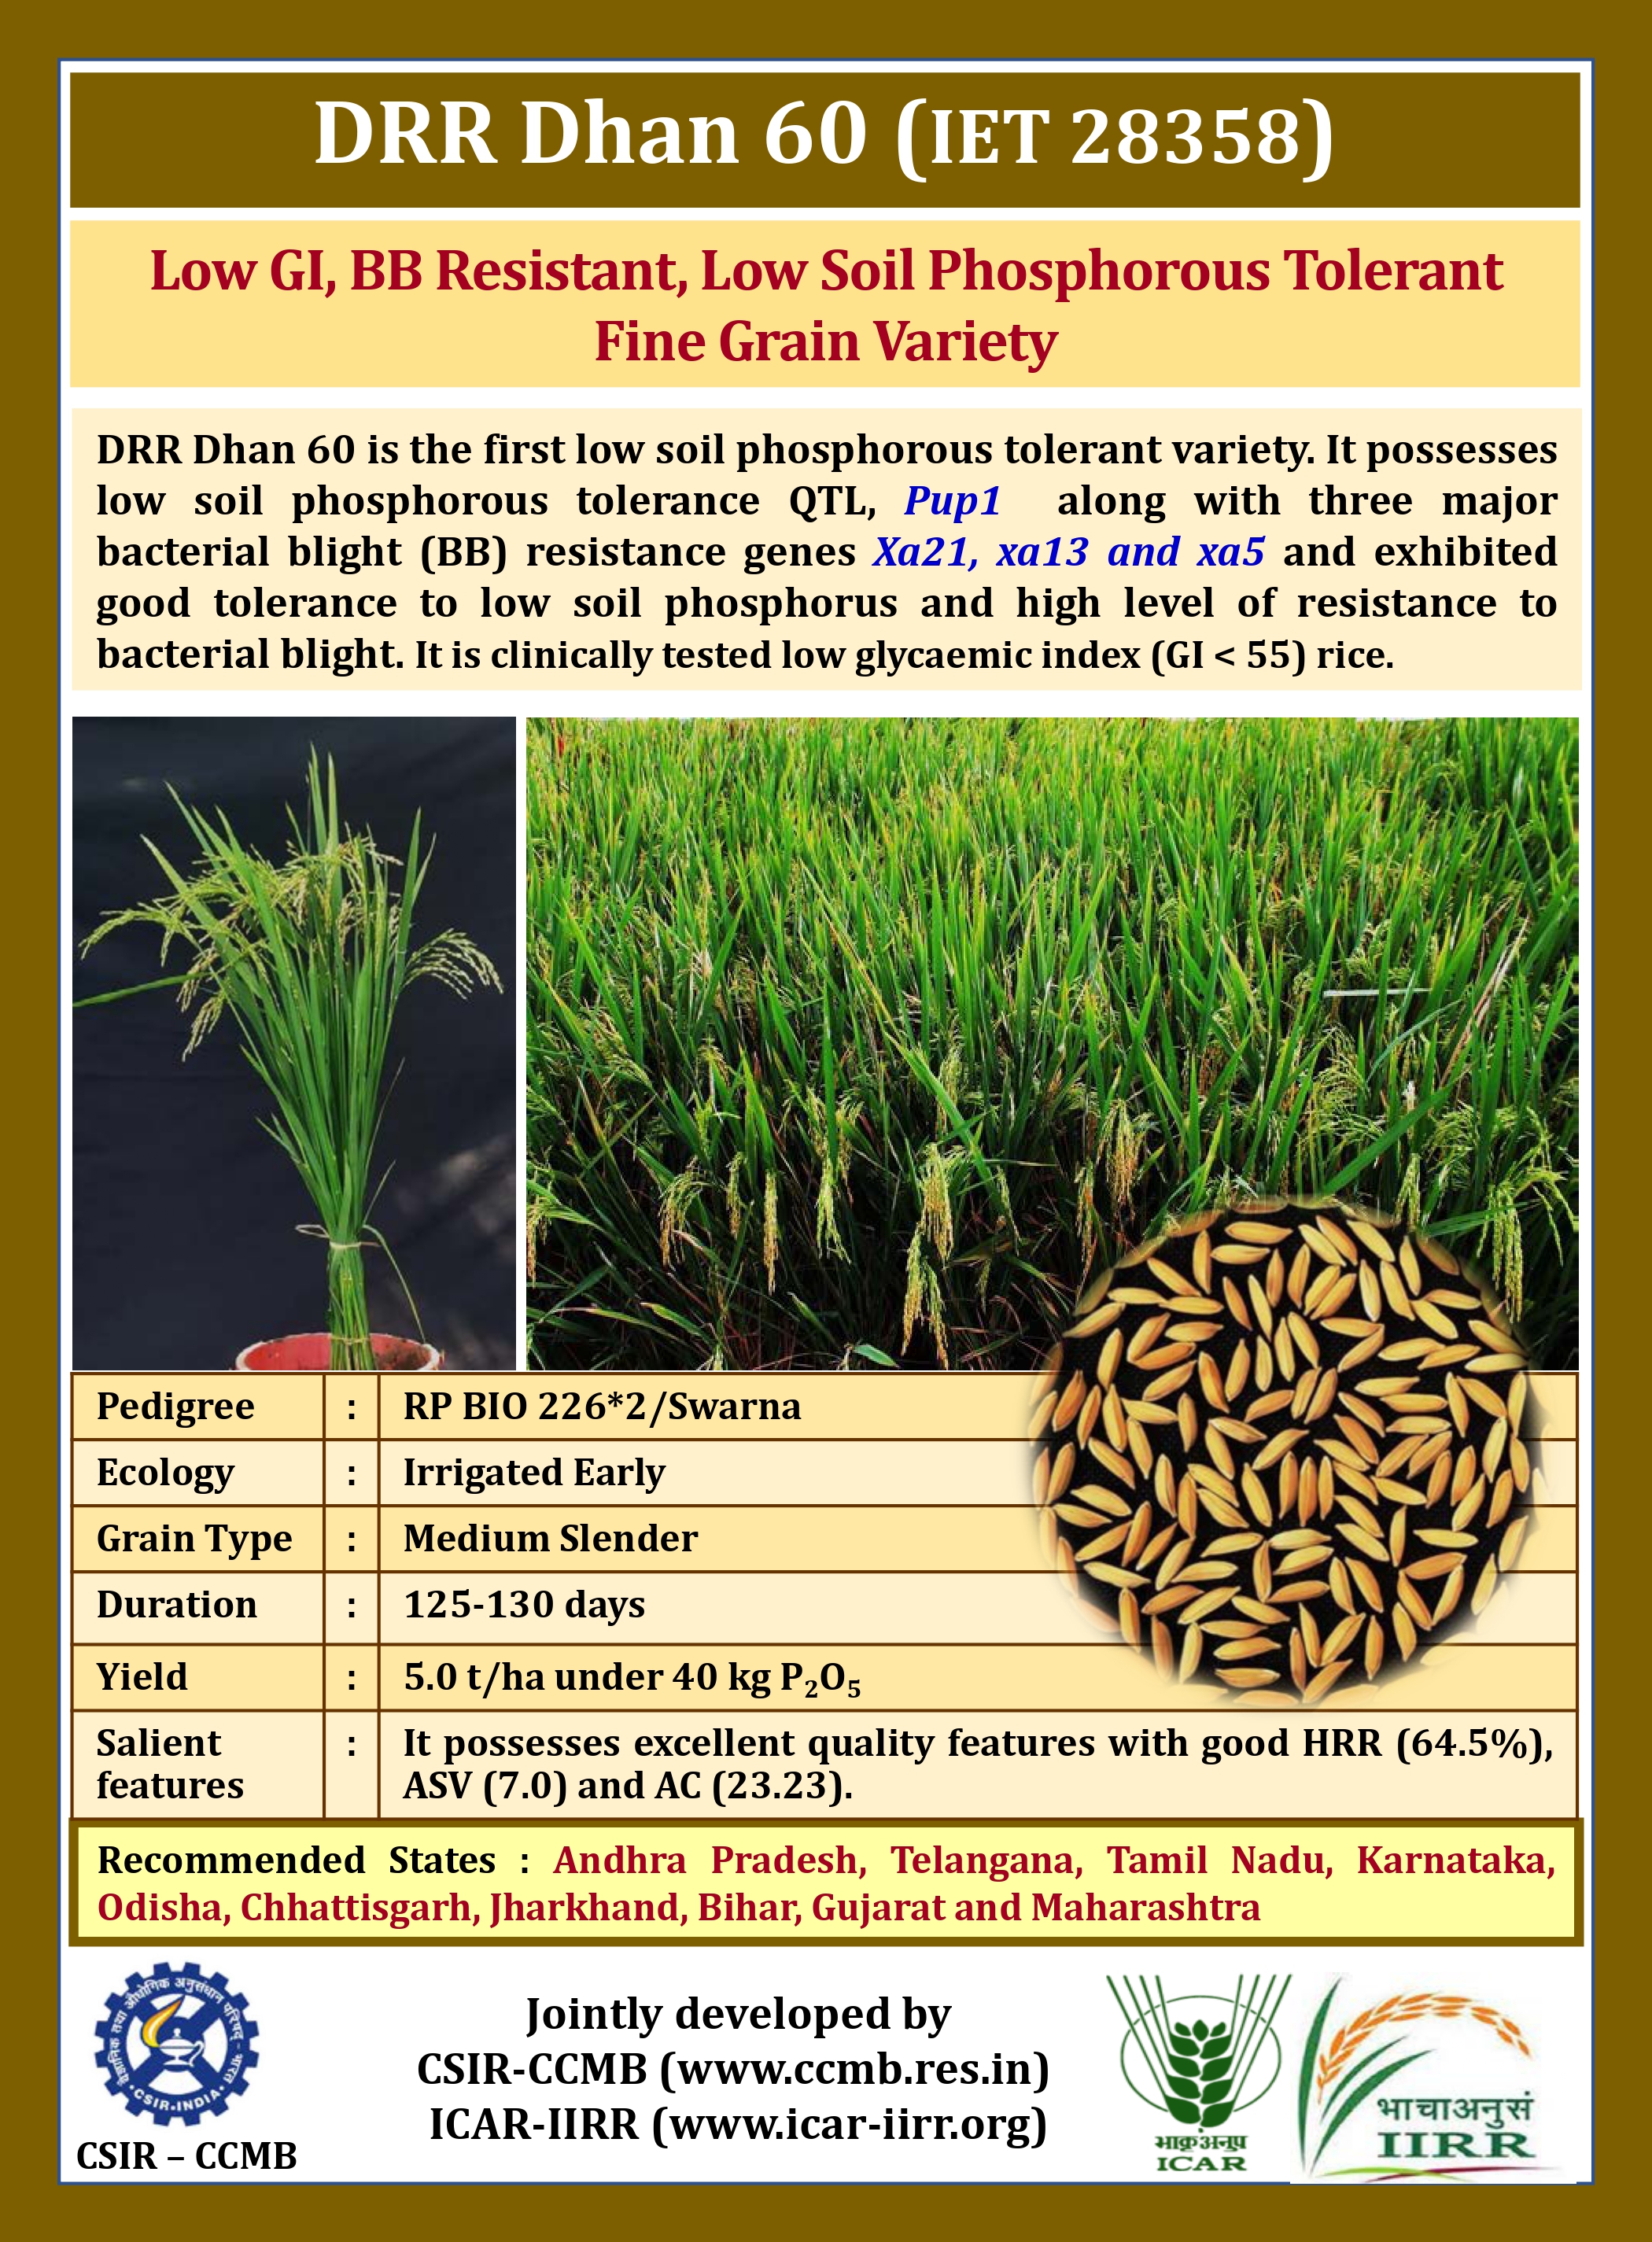 DRR Dhan 60 (IET 28358)
Low GI, BB Resistant, Low Soil Phosphorous Tolerant
Fine Grain Variety
DRR Dhan 60 is the first low soil phosphorous tolerant variety. It possesses
low soil phosphorous tolerance QTL, Pup1 along with three major
bacterial blight (BB) resistance genes Xa21, xa13 and xa5 and exhibited
good tolerance to low soil phosphorus and high level of resistance to
bacterial blight. It is clinically tested low glycaemic index (GI < 55) rice.
Pedigree : RP BIO 226*2/Swarna
Ecology : Irrigated Early
Grain Type : Medium Slender
Duration : 125-130 days
Yield : 5.0 t/ha under 40 kg P₂O₅
Salient features : It possesses excellent quality features with good HRR (64.5%),
ASV (7.0) and AC (23.23).
Recommended States : Andhra Pradesh, Telangana, Tamil Nadu, Karnataka,
Odisha, Chhattisgarh, Jharkhand, Bihar, Gujarat and Maharashtra
वैज्ञानिक तथा औद्योगिक अनुसंधान परिषद - भारत
CSIR-INDIA
CSIR – CCMB
Jointly developed by
CSIR-CCMB (www.ccmb.res.in)
ICAR-IIRR (www.icar-iirr.org)
भाकृअनुप
ICAR
भाचाअनुसं
IIRR